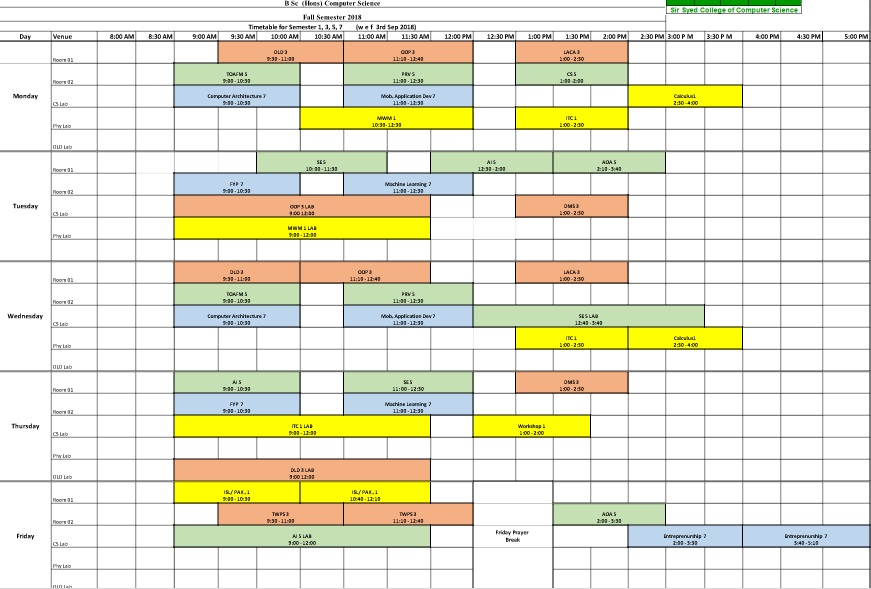 B Sc (Hons) Computer Science
Sir Syed College of Computer Science
Fall Semester 2018
Timetable for Semester 1, 3, 5, 7 (w e f 3rd Sep 2018)
Day Venue 8:00 AM 8:30 AM 9:00 AM 9:30 AM 10:00 AM 10:30 AM 11:00 AM 11:30 AM 12:00 PM 12:30 PM 1:00 PM 1:30 PM 2:00 PM 2:30 PM 3:00 P M 3:30 P M 4:00 PM 4:30 PM 5:00 PM
Monday
Room 01
DLD 3
9:30 -11:00
OOP 3
11:10 - 12:40
LACA 3
1:00 - 2:30
Room 02
TOAFM 5
9:00 - 10:30
PRV 5
11:00 - 12:30
CS 5
1:00 -2:00
CS Lab
Computer Architecture 7
9:00 - 10:30
Mob. Application Dev 7
11:00 - 12:30
Calculus1
2:30 - 4:00
Phy Lab
MWM 1
10:30 -12:30
ITC 1
1:00 - 2:30
DLD Lab
Tuesday
Room 01
SE 5
10:00 - 11:30
AI 5
12:30 - 2:00
AOA 5
2:10 - 3:40
Room 02
FYP 7
9:00 - 10:30
Machine Learning 7
11:00 - 12:30
CS Lab
OOP 3 LAB
9:00 12:00
DMS 3
1:00 - 2:30
Phy Lab
MWM 1 LAB
9:00 - 12:00
Wednesday
Room 01
DLD 3
9:30 - 11:00
OOP 3
11:10 - 12:40
LACA 3
1:00 - 2:30
Room 02
TOAFM 5
9:00 - 10:30
PRV 5
11:00 - 12:30
CS Lab
Computer Architecture 7
9:00 - 10:30
Mob. Application Dev 7
11:00 - 12:30
SE 5 LAB
12:40 - 3:40
Phy Lab
ITC 1
1:00 - 2:30
Calculus1
2:30 - 4:00
DLD Lab
Thursday
Room 01
AI 5
9:00 - 10:30
SE 5
11:00 - 12:30
DMS 3
1:00 - 2:30
Room 02
FYP 7
9:00 - 10:30
Machine Learning 7
11:00 - 12:30
CS Lab
ITC 1 LAB
9:00 - 12:00
Workshop 1
1:00 - 2:00
Phy Lab
DLD Lab
DLD 3 LAB
9:00 12:00
Friday
Room 01
ISL/ PAK , 1
9:00 - 10:30
ISL/ PAK , 1
10:40 - 12:10
Room 02
TWPS 3
9:30 - 11:00
TWPS 3
11:10 - 12:40
AOA 5
2:00 - 3:30
CS Lab
AI 5 LAB
9:00 - 12:00
Friday Prayer
Break
Entreprenurship 7
2:00 - 3:30
Entreprenurship 7
3:40 - 5:10
Phy Lab
DLD Lab